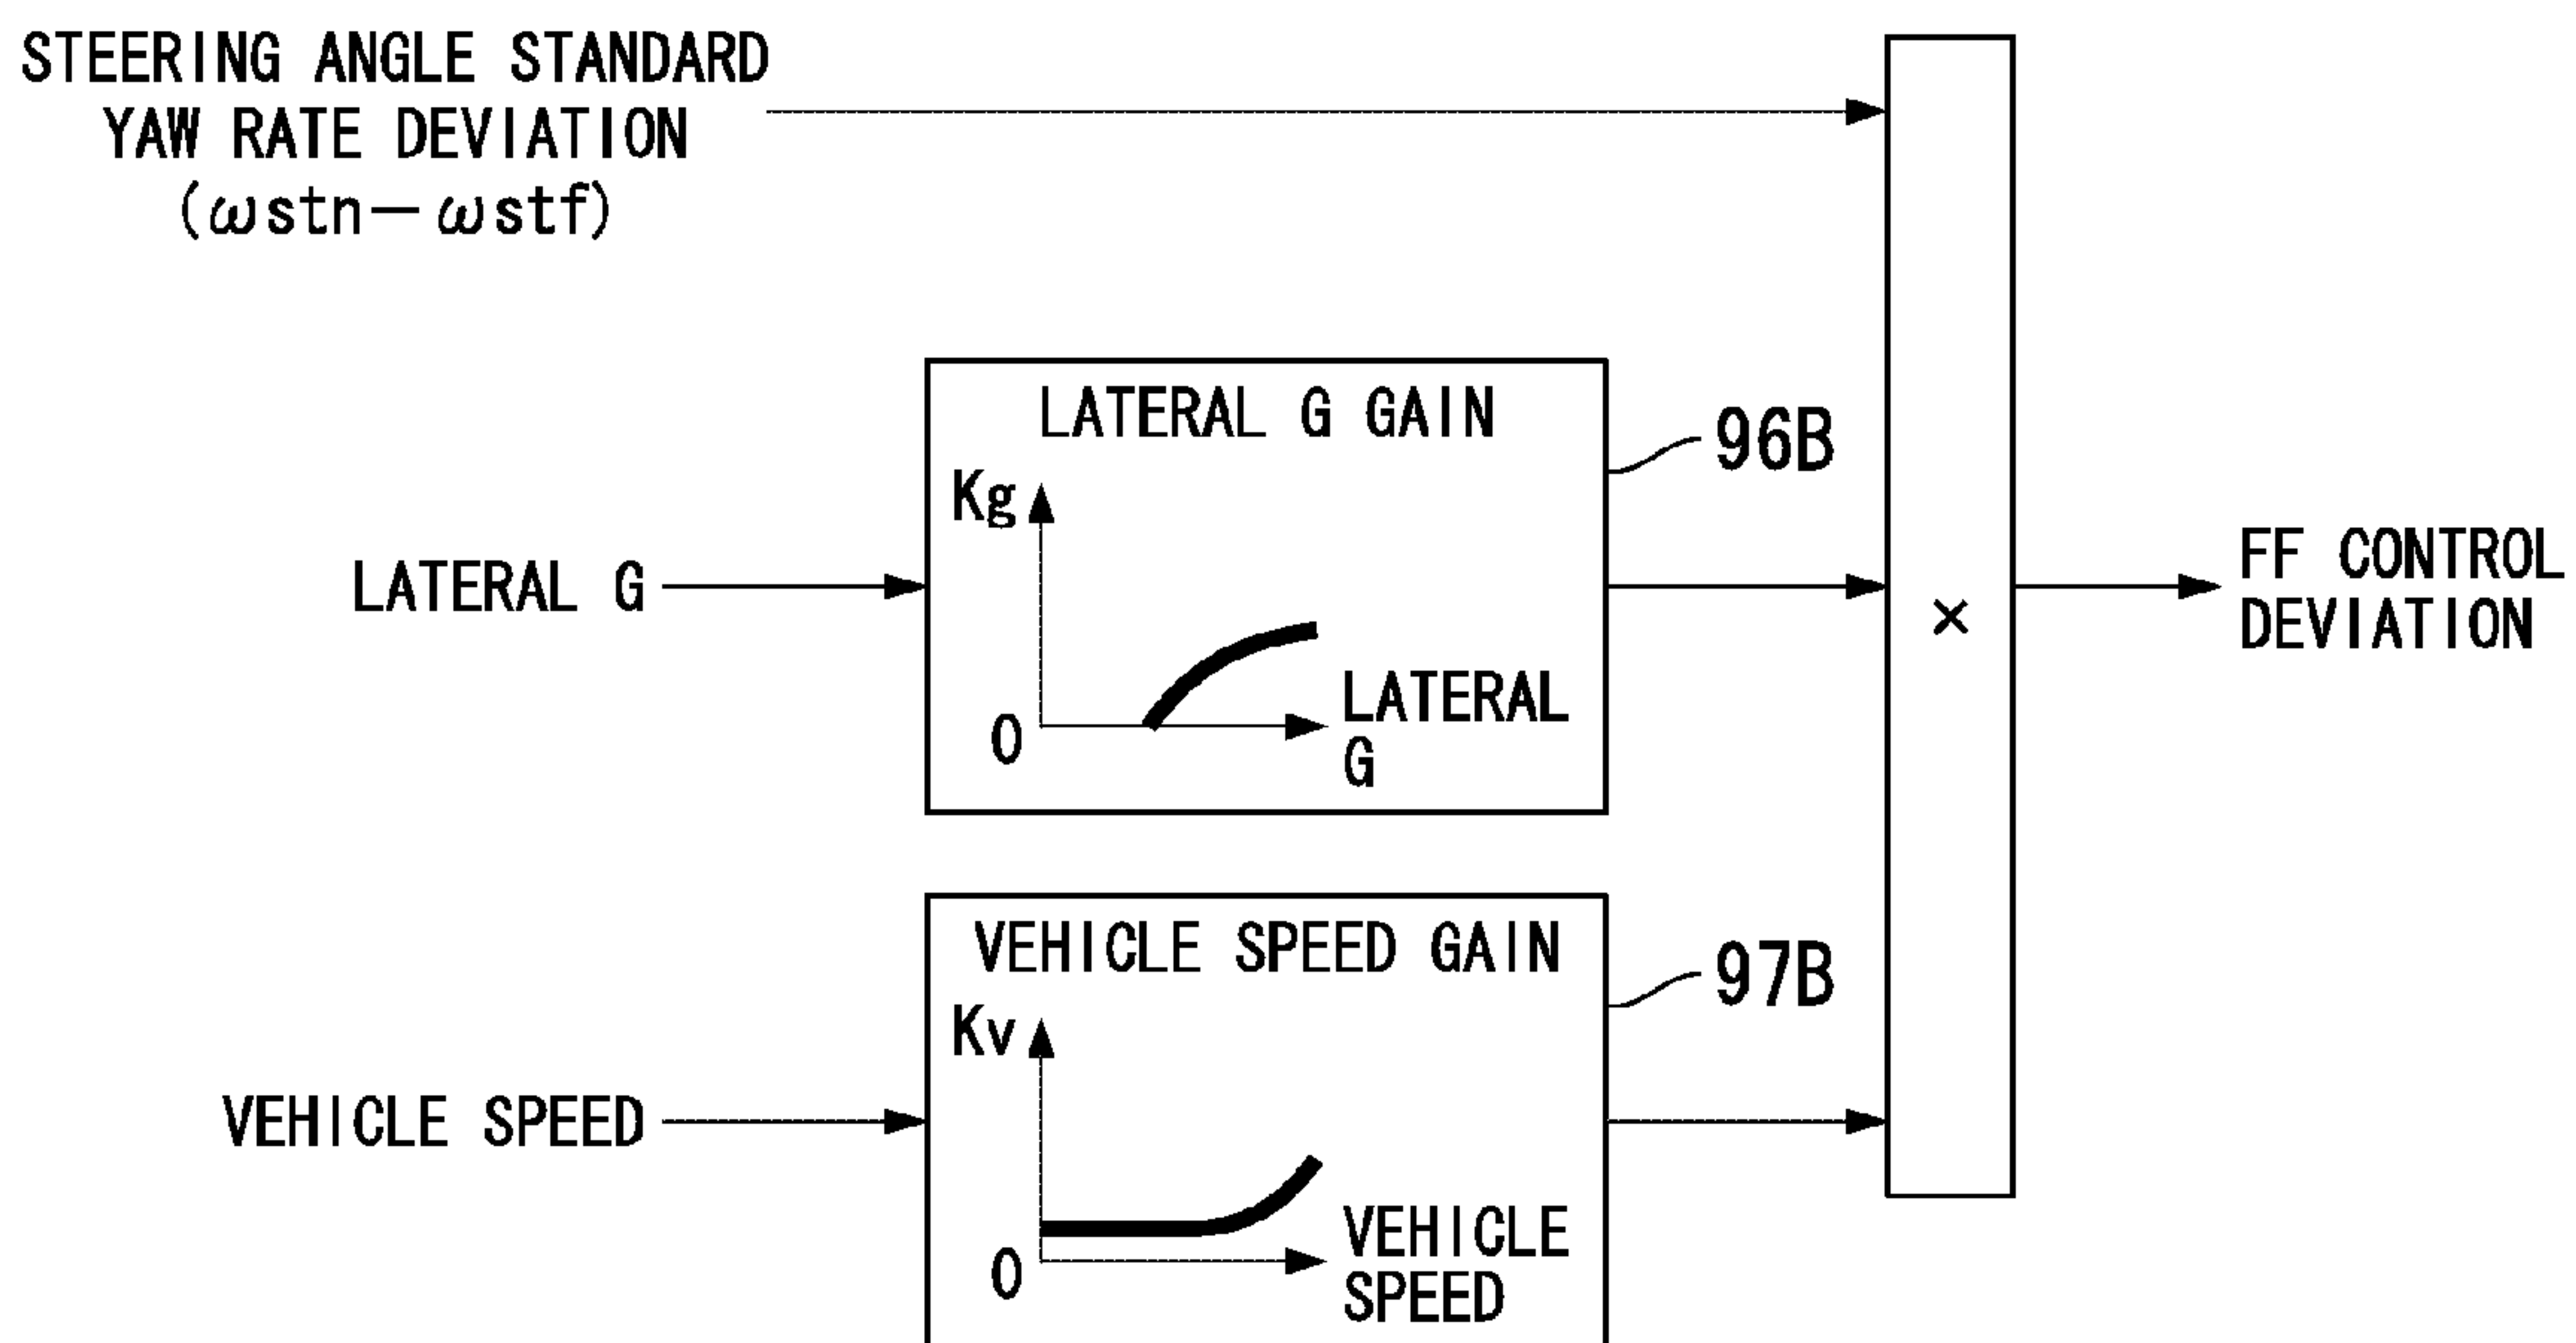 STEERING ANGLE STANDARD
YAW RATE DEVIATION
(ωstn－ωstf)
LATERAL G GAIN
96B
Kg
LATERAL G
0
LATERAL
G
×
FF CONTROL
DEVIATION
VEHICLE SPEED GAIN
97B
Kv
VEHICLE SPEED
0
VEHICLE
SPEED